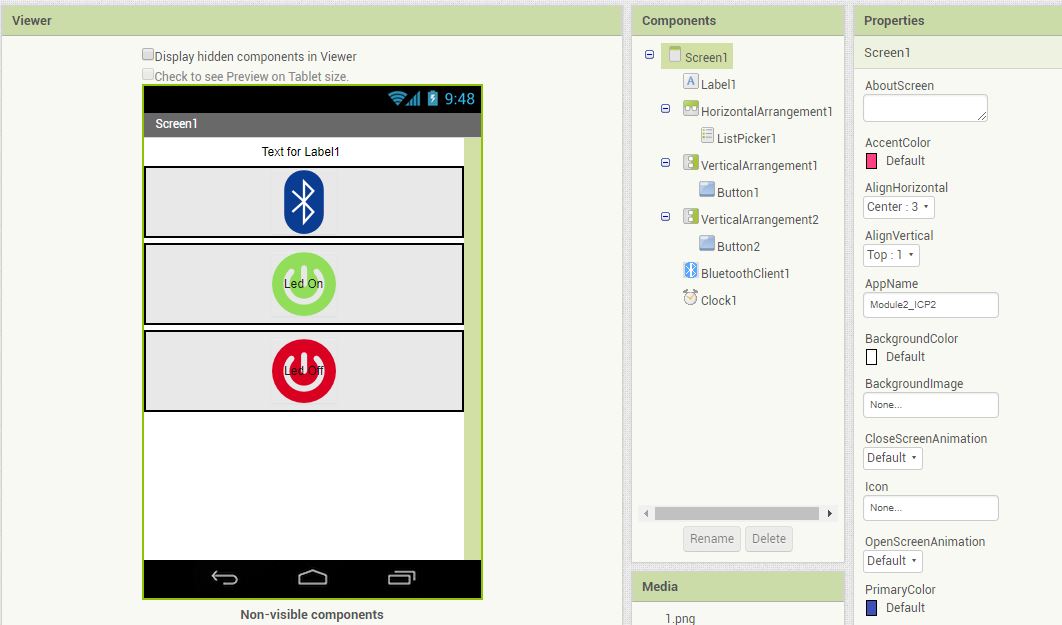 Viewer
Display hidden components in Viewer
Check to see Preview on Tablet size.
9:48
Screen1
Text for Label1
Led On
Led Off
Non-visible components
Components
Screen1
Label1
HorizontalArrangement1
ListPicker1
VerticalArrangement1
Button1
VerticalArrangement2
Button2
BluetoothClient1
Clock1
Rename
Delete
Media
1.png
Properties
Screen1
AboutScreen
AccentColor
Default
AlignHorizontal
Center : 3
AlignVertical
Top : 1
AppName
Module2_ICP2
BackgroundColor
Default
BackgroundImage
None...
CloseScreenAnimation
Default
Icon
None...
OpenScreenAnimation
Default
PrimaryColor
Default